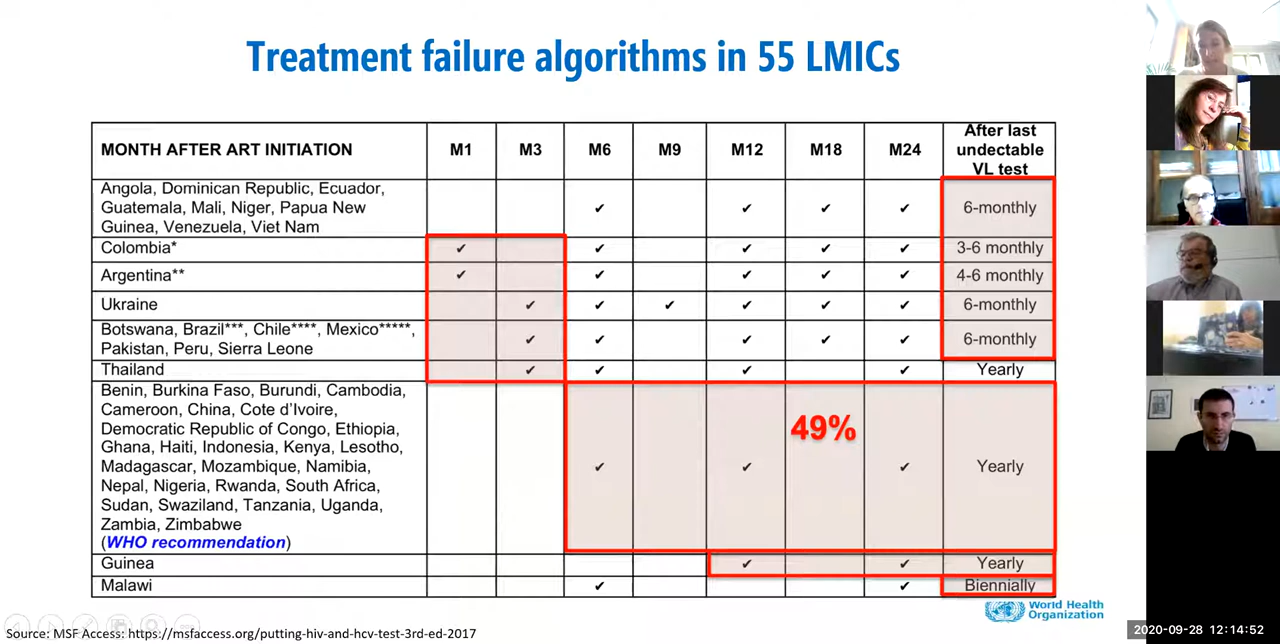 Treatment failure algorithms in 55 LMICs
MONTH AFTER ART INITIATION M1 M3 M6 M9 M12 M18 M24 After last
undectable
VL test
Angola, Dominican Republic, Ecuador,
Guatemala, Mali, Niger, Papua New
Guinea, Venezuela, Viet Nam
✓ ✓ ✓ ✓ 6-monthly
Colombia* ✓ ✓ ✓ ✓ ✓ 3-6 monthly
Argentina** ✓ ✓ ✓ ✓ ✓ 4-6 monthly
Ukraine ✓ ✓ ✓ ✓ ✓ ✓ 6-monthly
Botswana, Brazil***, Chile****, Mexico*****,
Pakistan, Peru, Sierra Leone
✓ ✓ ✓ ✓ ✓ 6-monthly
Thailand ✓ ✓ ✓ ✓ Yearly
Benin, Burkina Faso, Burundi, Cambodia,
Cameroon, China, Cote d'Ivoire,
Democratic Republic of Congo, Ethiopia,
Ghana, Haiti, Indonesia, Kenya, Lesotho,
Madagascar, Mozambique, Namibia,
Nepal, Nigeria, Rwanda, South Africa,
Sudan, Swaziland, Tanzania, Uganda,
Zambia, Zimbabwe
(WHO recommendation)
49%
✓ ✓ ✓ Yearly
Guinea ✓ ✓ Yearly
Malawi ✓ ✓ Biennially
World Health
Organization
Source: MSF Access: https://msfaccess.org/putting-hiv-and-hcv-test-3rd-ed-2017
2020-09-28 12:14:52